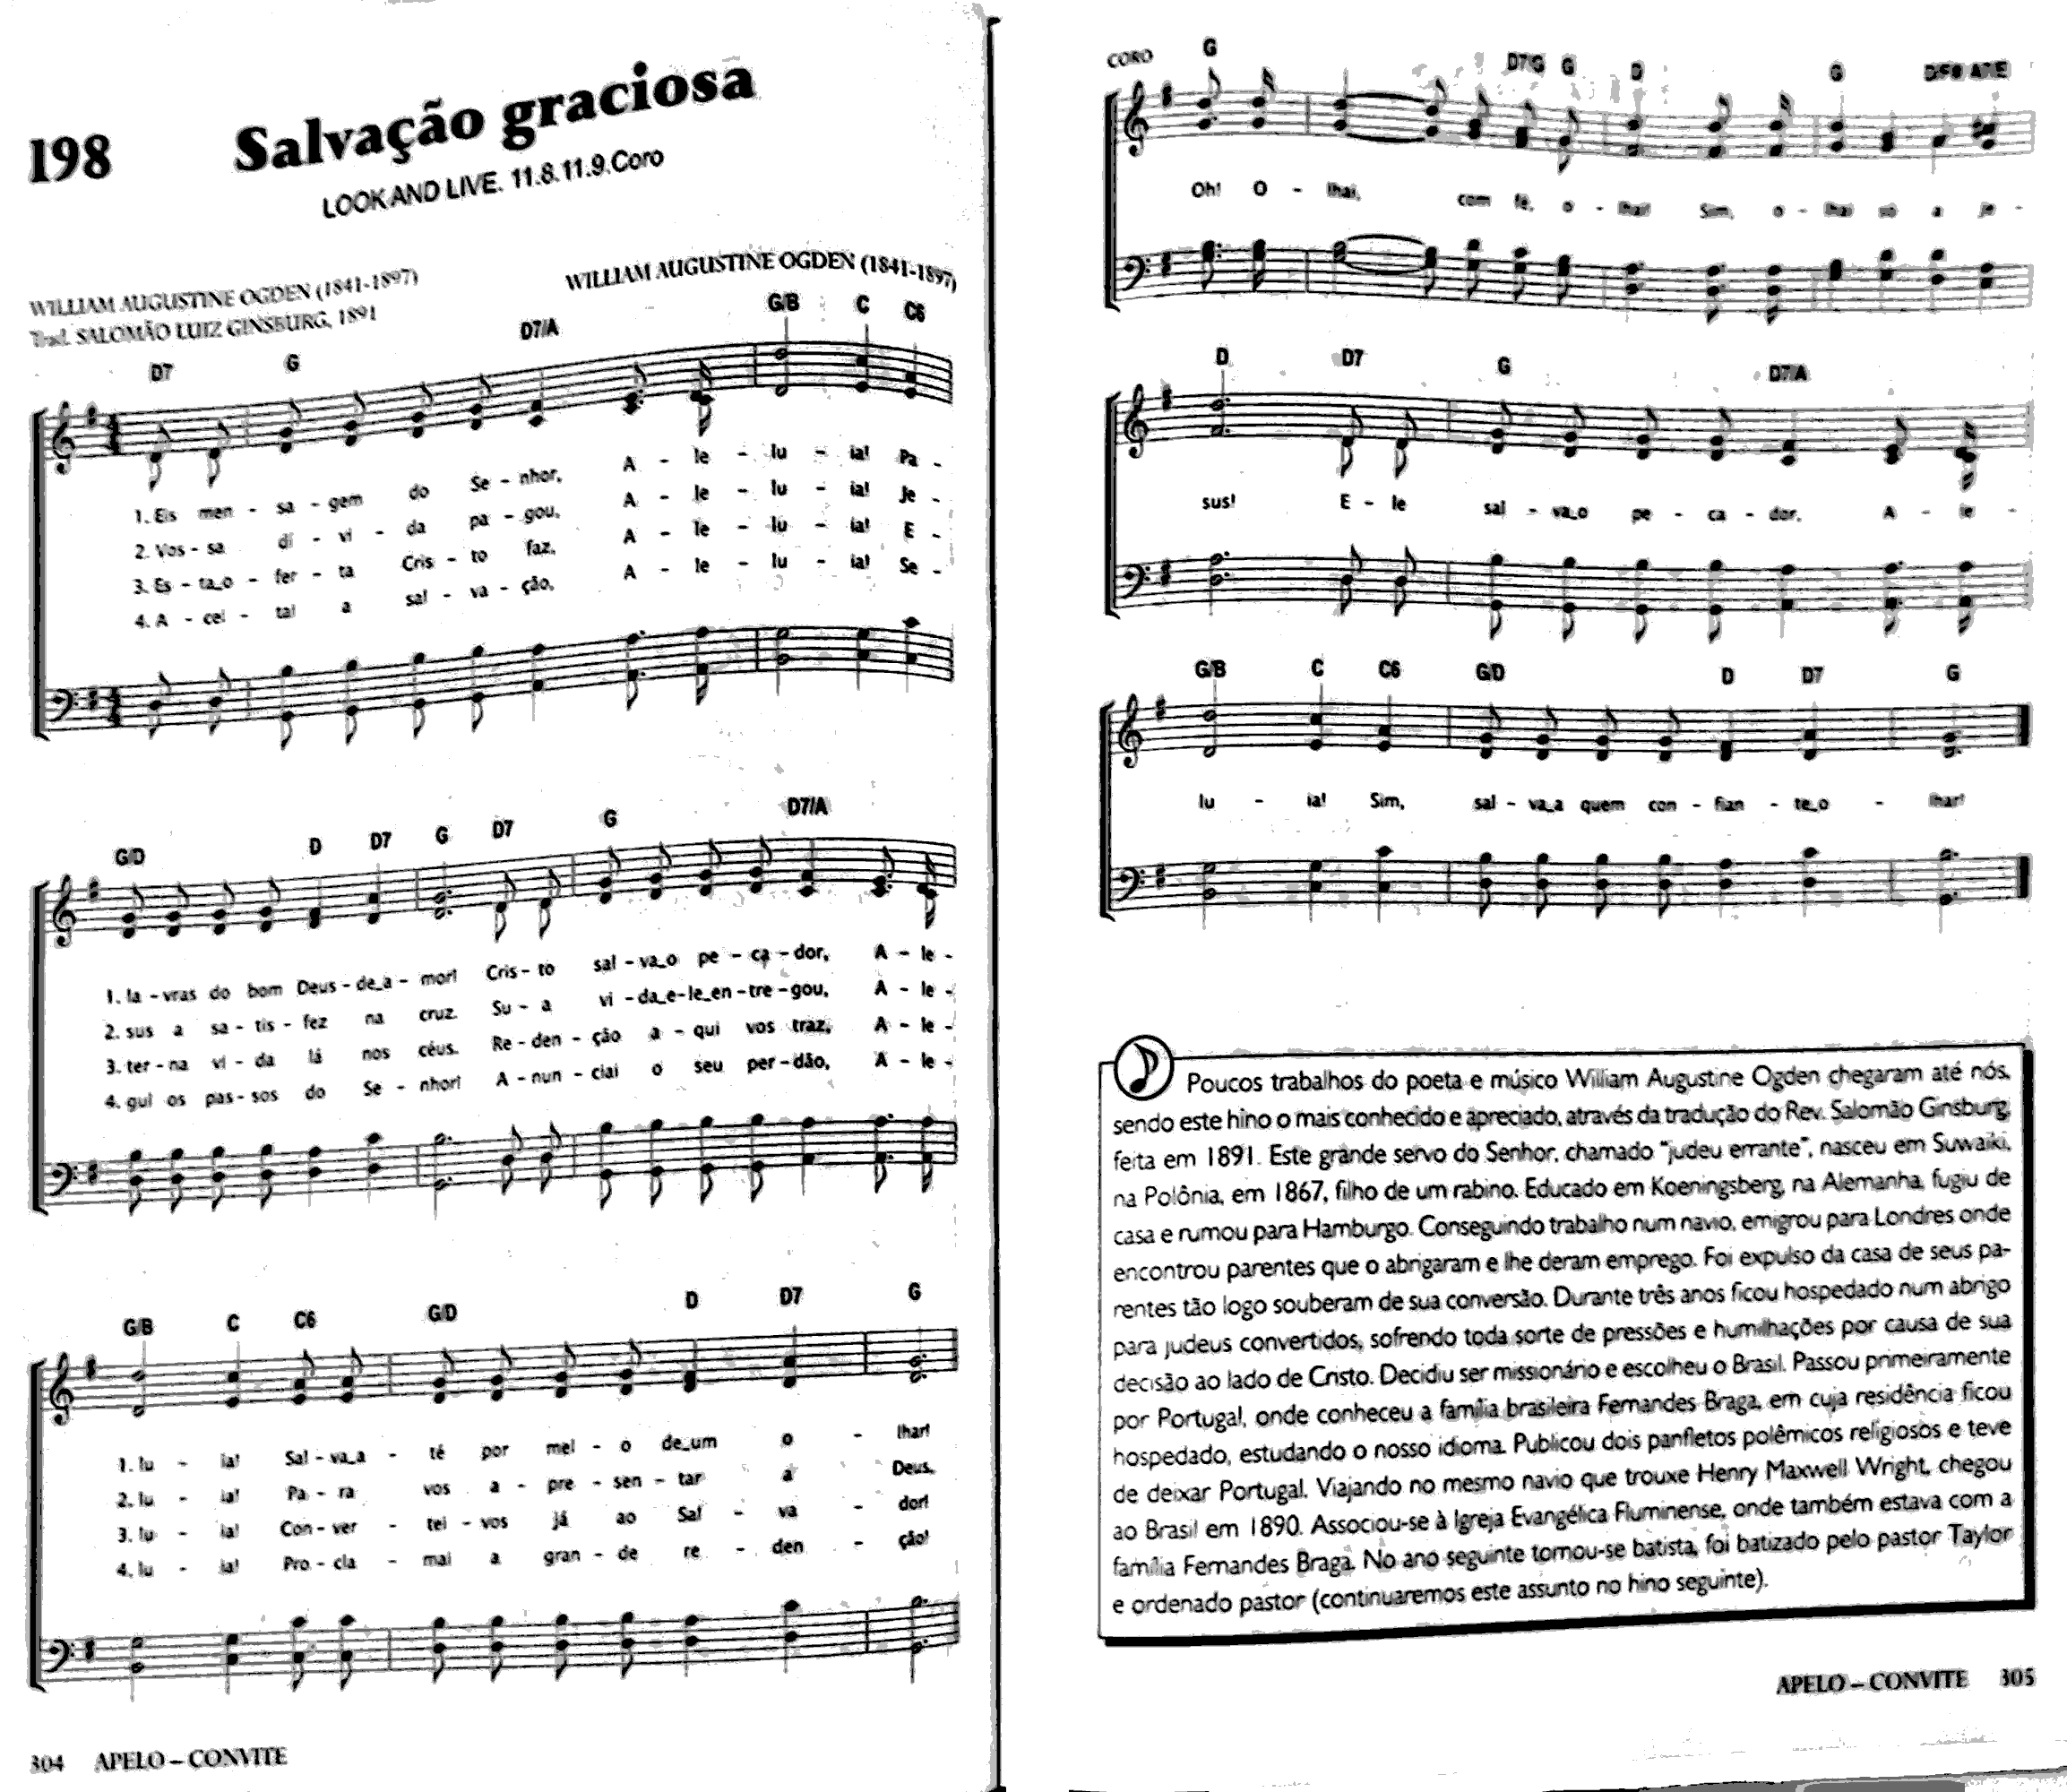 198
Salvação graciosa
LOOK AND LIVE. 11.8.11.9.Coro
WILLIAM AUGUSTINE OGDEN (1841-1897)
Trad. SALOMÃO LUIZ GINSBURG, 1891
WILLIAM AUGUSTINE OGDEN (1841-1897)
D7 G D7/A G/B C C6
1. Eis men - sa - gem do Se - nhor, A - le - lu - ia! Pa -
2. Vos - sa dí - vi - da pa - gou, A - le - lu - ia! Je -
3. Es - ta_o - fer - ta Cris - to faz, A - le - lu - ia! E -
4. A - cei - tai a sal - va - ção, A - le - lu - ia! Se -
G/D D D7 G D7 G D7/A
1. la - vras do bom Deus - de_a - mor! Cris - to sal - va_o pe - ca - dor, A - le -
2. sus a sa - tis - fez na cruz. Su - a vi - da_e - le_en - tre - gou, A - le -
3. ter - na vi - da lá nos céus. Re - den - ção a - qui vos traz, A - le -
4. gui os pas - sos do Se - nhor! A - nun - ciai o seu per - dão, A - le -
G/B C C6 G/D D D7 G
1. lu - ia! Sal - va_a - té por mei - o de_um o - lhar!
2. lu - ia! Pa - ra vos a - pre - sen - tar a Deus.
3. lu - ia! Con - ver - tei - vos já ao Sal - va - dor!
4. lu - ia! Pro - cla - mai a gran - de re - den - ção!
304 APELO – CONVITE
CORO G D7/G G D G
Oh! O - lhai, com fé, o - lhai! Sim, o - lhai só a Je -
D D7 G D7/A
sus! E - le sal - va_o pe - ca - dor, A - le -
G/B C C6 G/D D D7 G
lu - ia! Sim, sal - va_a quem con - fian - te_o - lhar!
Poucos trabalhos do poeta e músico William Augustine Ogden chegaram até nós,
sendo este hino o mais conhecido e apreciado, através da tradução do Rev. Salomão Ginsburg,
feita em 1891. Este grande servo do Senhor, chamado "judeu errante", nasceu em Suwaiki,
na Polônia, em 1867, filho de um rabino. Educado em Koeningsberg, na Alemanha, fugiu de
casa e rumou para Hamburgo. Conseguindo trabalho num navio, emigrou para Londres onde
encontrou parentes que o abrigaram e lhe deram emprego. Foi expulso da casa de seus pa-
rentes tão logo souberam de sua conversão. Durante três anos ficou hospedado num abrigo
para judeus convertidos, sofrendo toda sorte de pressões e humilhações por causa de sua
decisão ao lado de Cristo. Decidiu ser missionário e escolheu o Brasil. Passou primeiramente
por Portugal, onde conheceu a família brasileira Fernandes Braga, em cuja residência ficou
hospedado, estudando o nosso idioma. Publicou dois panfletos polêmicos religiosos e teve
de deixar Portugal. Viajando no mesmo navio que trouxe Henry Maxwell Wright, chegou
ao Brasil em 1890. Associou-se à Igreja Evangélica Fluminense, onde também estava com a
família Fernandes Braga. No ano seguinte tornou-se batista, foi batizado pelo pastor Taylor
e ordenado pastor (continuaremos este assunto no hino seguinte).
APELO – CONVITE 305